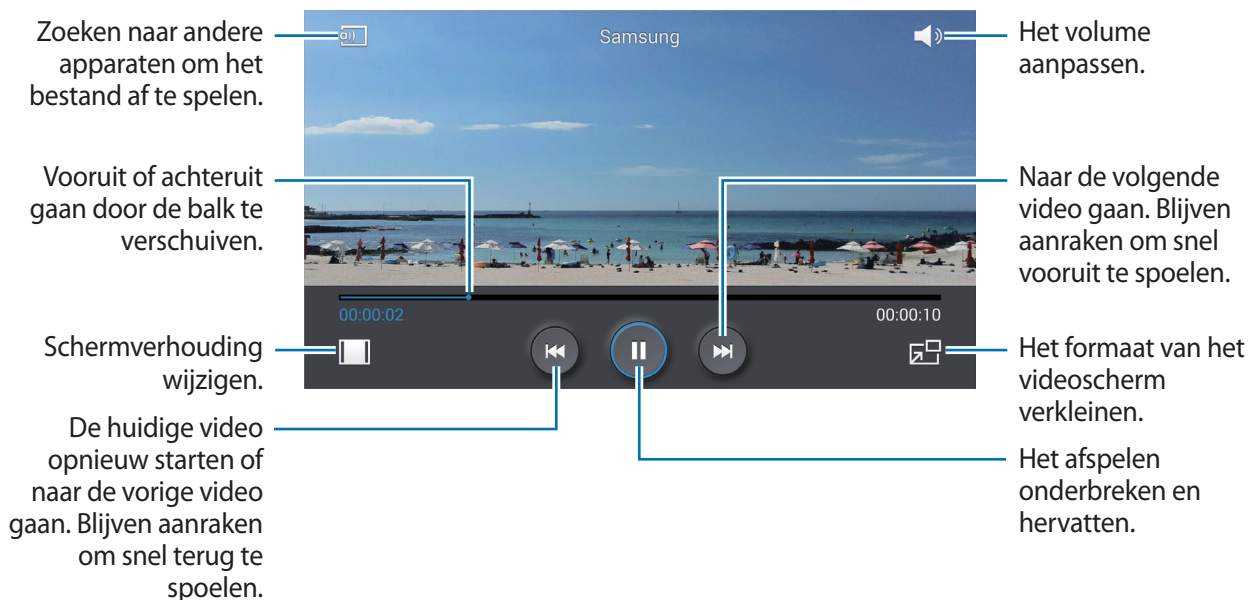 Zoeken naar andere
apparaten om het
bestand af te spelen.
Samsung
Het volume
aanpassen.
Vooruit of achteruit
gaan door de balk te
verschuiven.
Naar de volgende
video gaan. Blijven
aanraken om snel
vooruit te spoelen.
00:00:02
00:00:10
Schermverhouding
wijzigen.
Het formaat van het
videoscherm
verkleinen.
De huidige video
opnieuw starten of
naar de vorige video
gaan. Blijven aanraken
om snel terug te
spoelen.
Het afspelen
onderbreken en
hervatten.